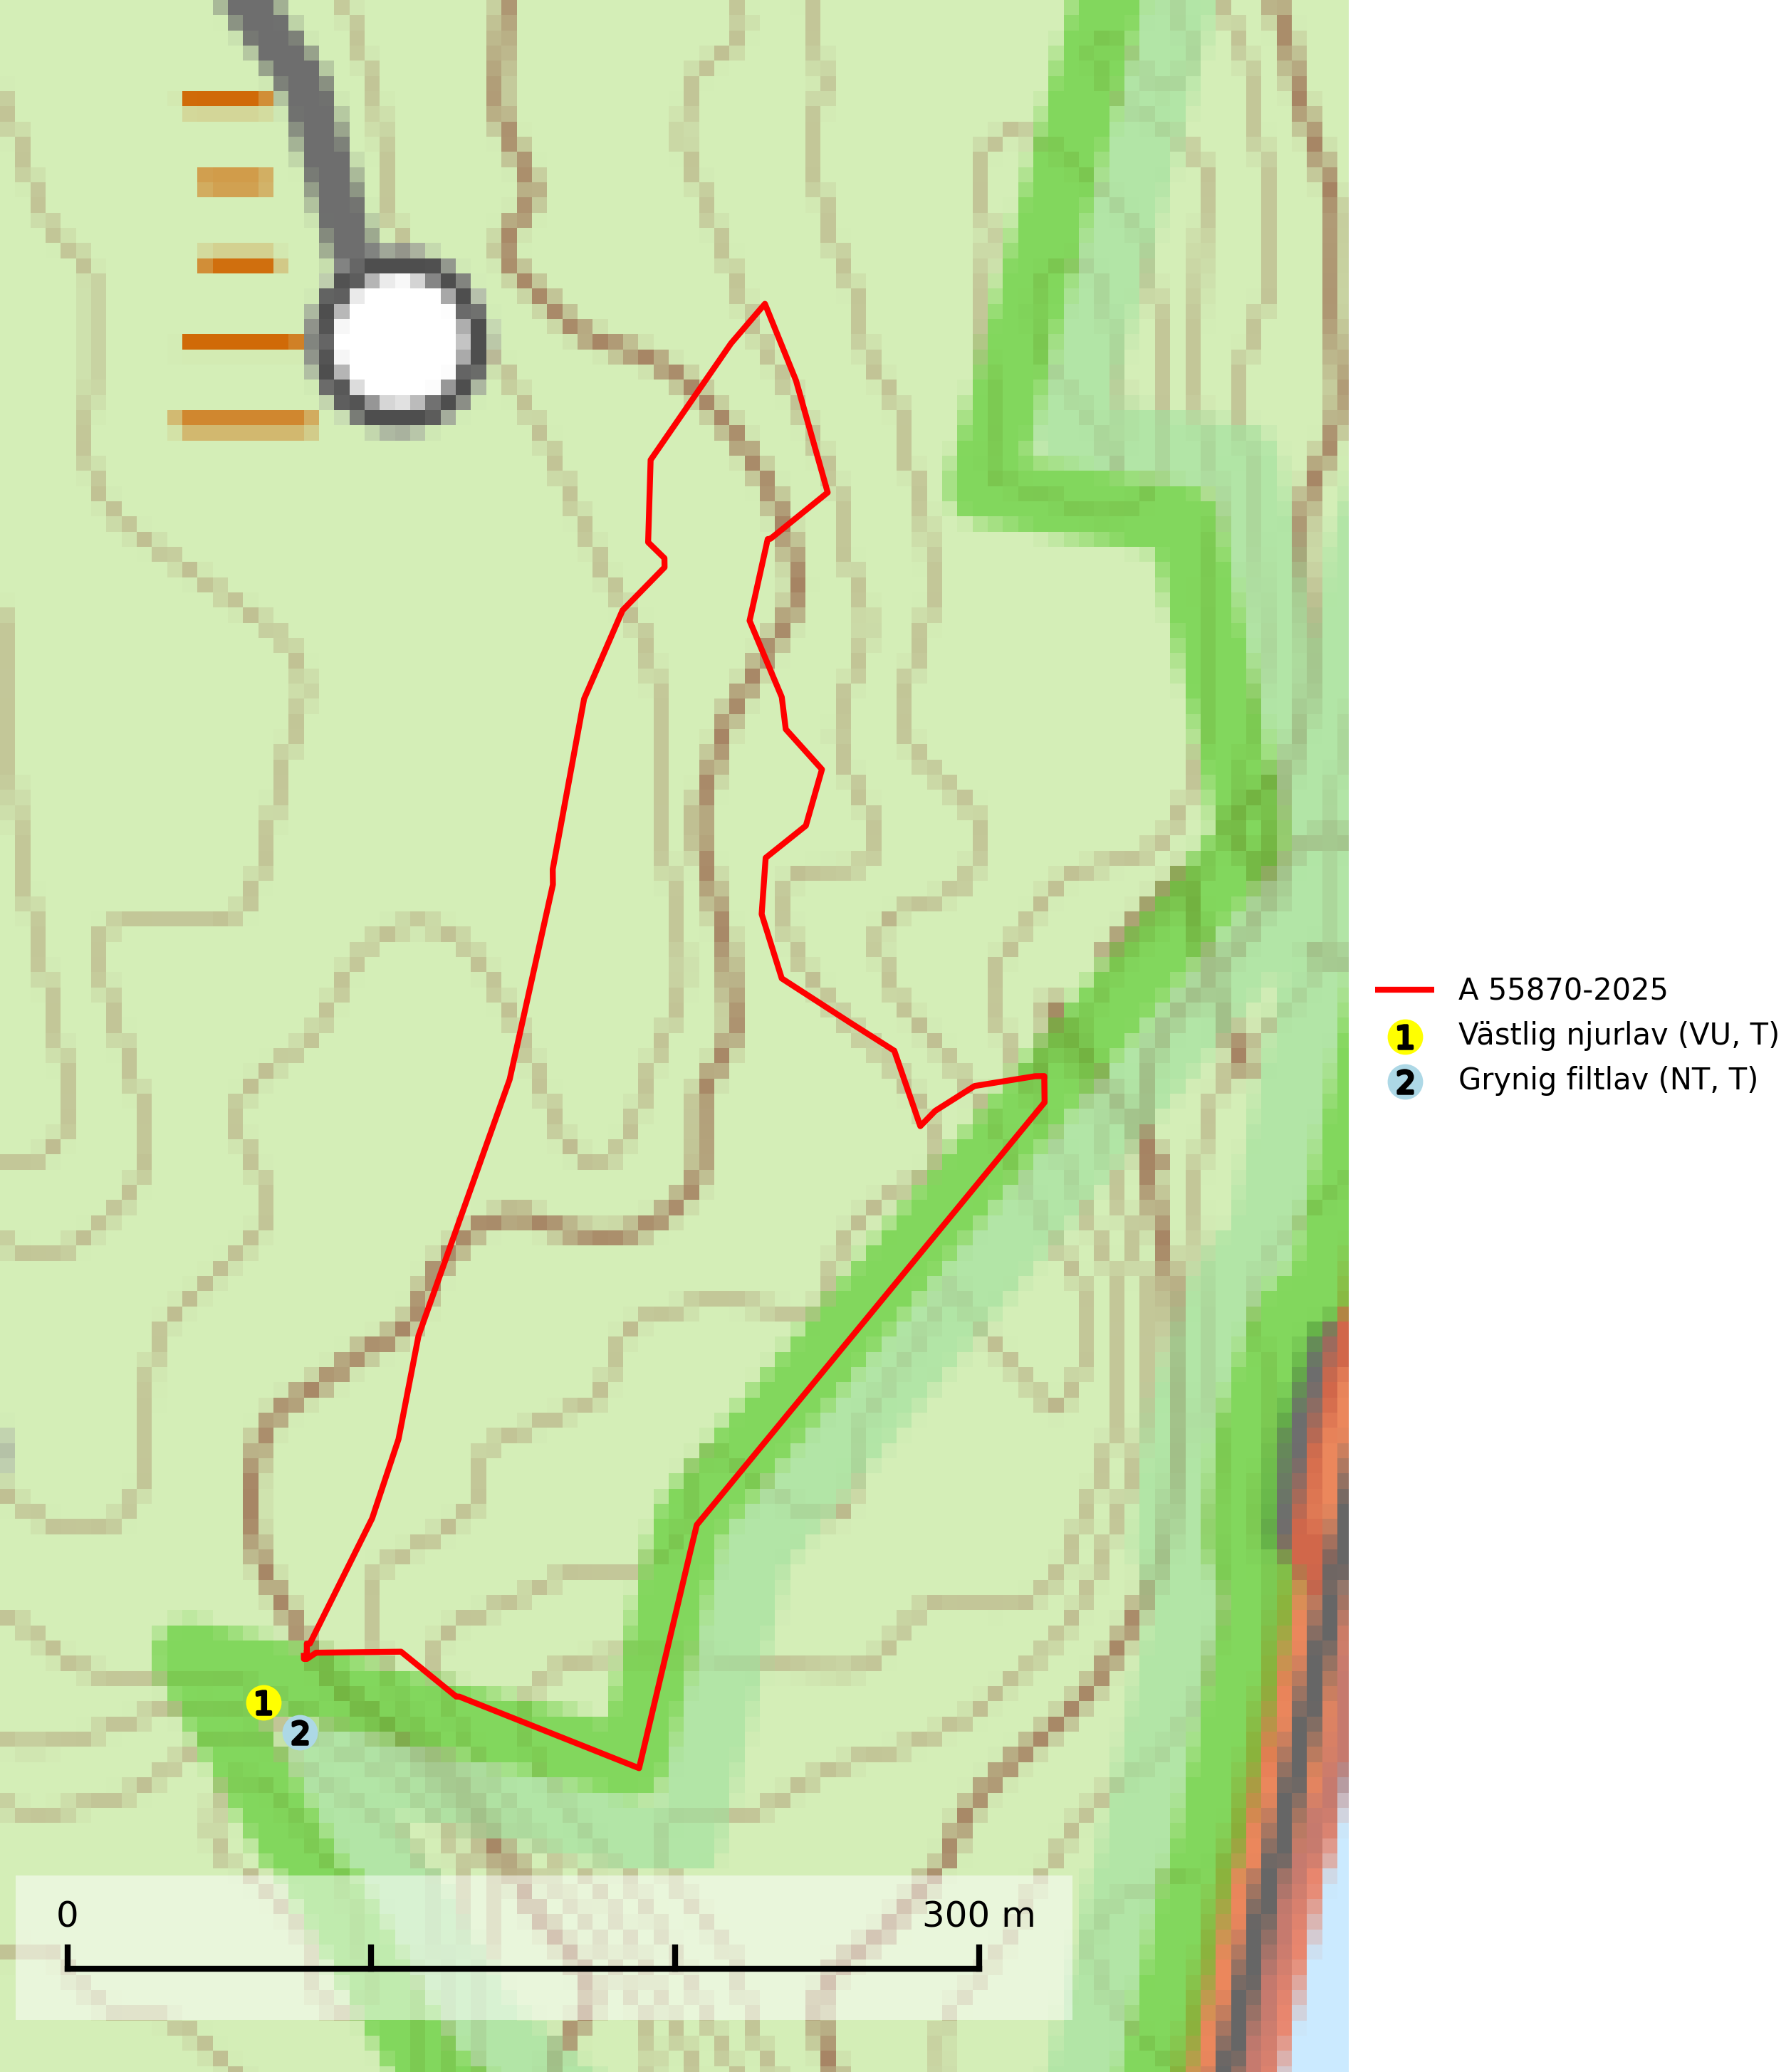 A 55870-2025
1 Västlig njurlav (VU, T)
2 Grynig filtlav (NT, T)
1
2
0 300 m